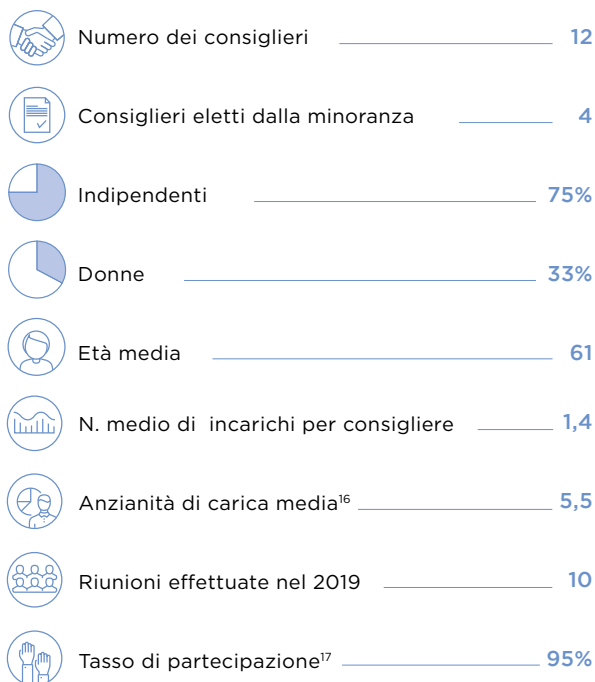 Numero dei consiglieri 12
Consiglieri eletti dalla minoranza 4
Indipendenti 75%
Donne 33%
Età media 61
N. medio di incarichi per consigliere 1,4
Anzianità di carica media¹⁶ 5,5
Riunioni effettuate nel 2019 10
Tasso di partecipazione¹⁷ 95%